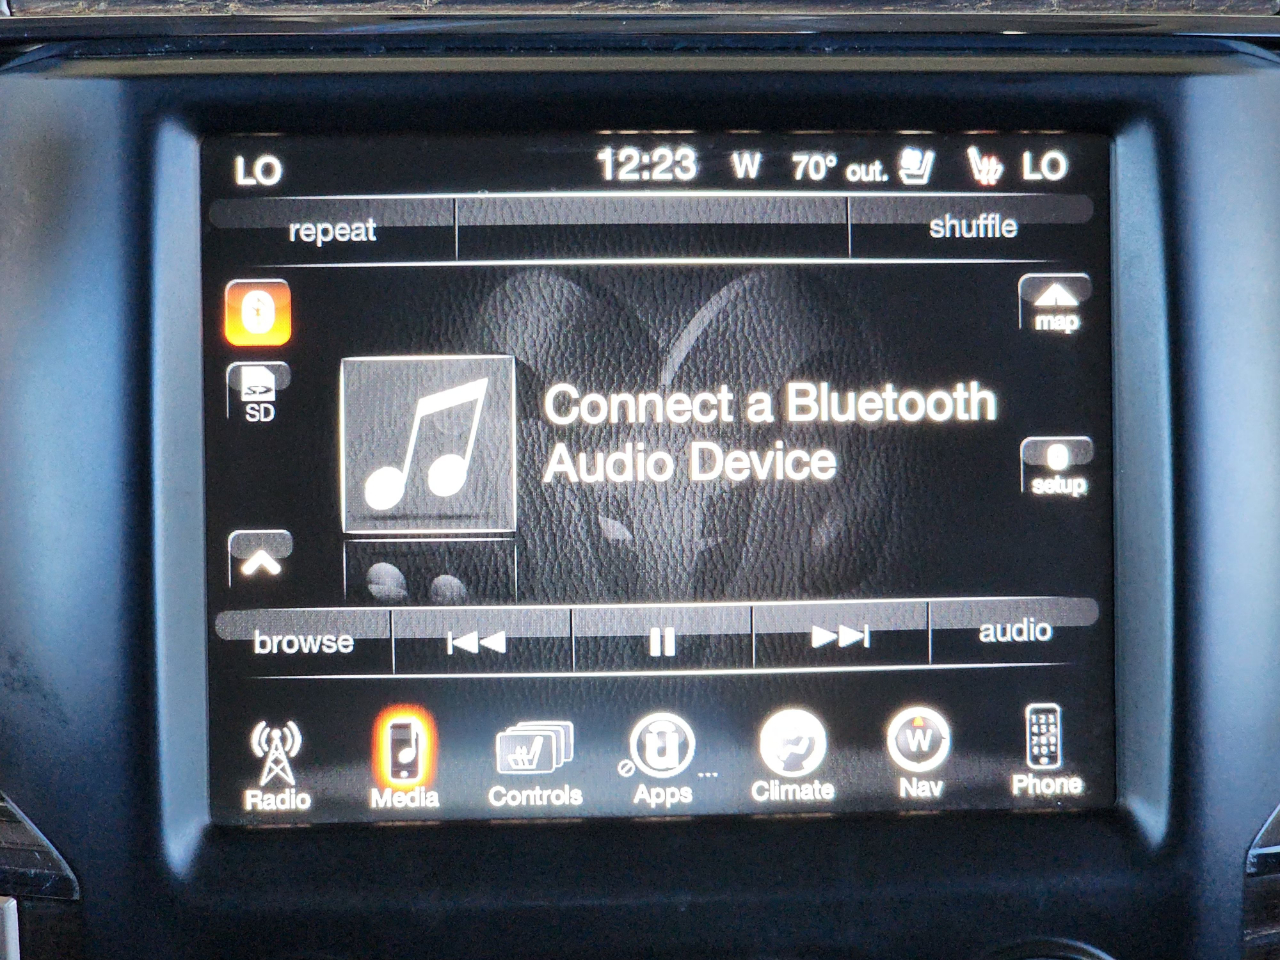 LO 12:23 W 70° out. LO
repeat shuffle
map
SD
Connect a Bluetooth
Audio Device
setup
browse audio
W
Radio Media Controls Apps Climate Nav Phone